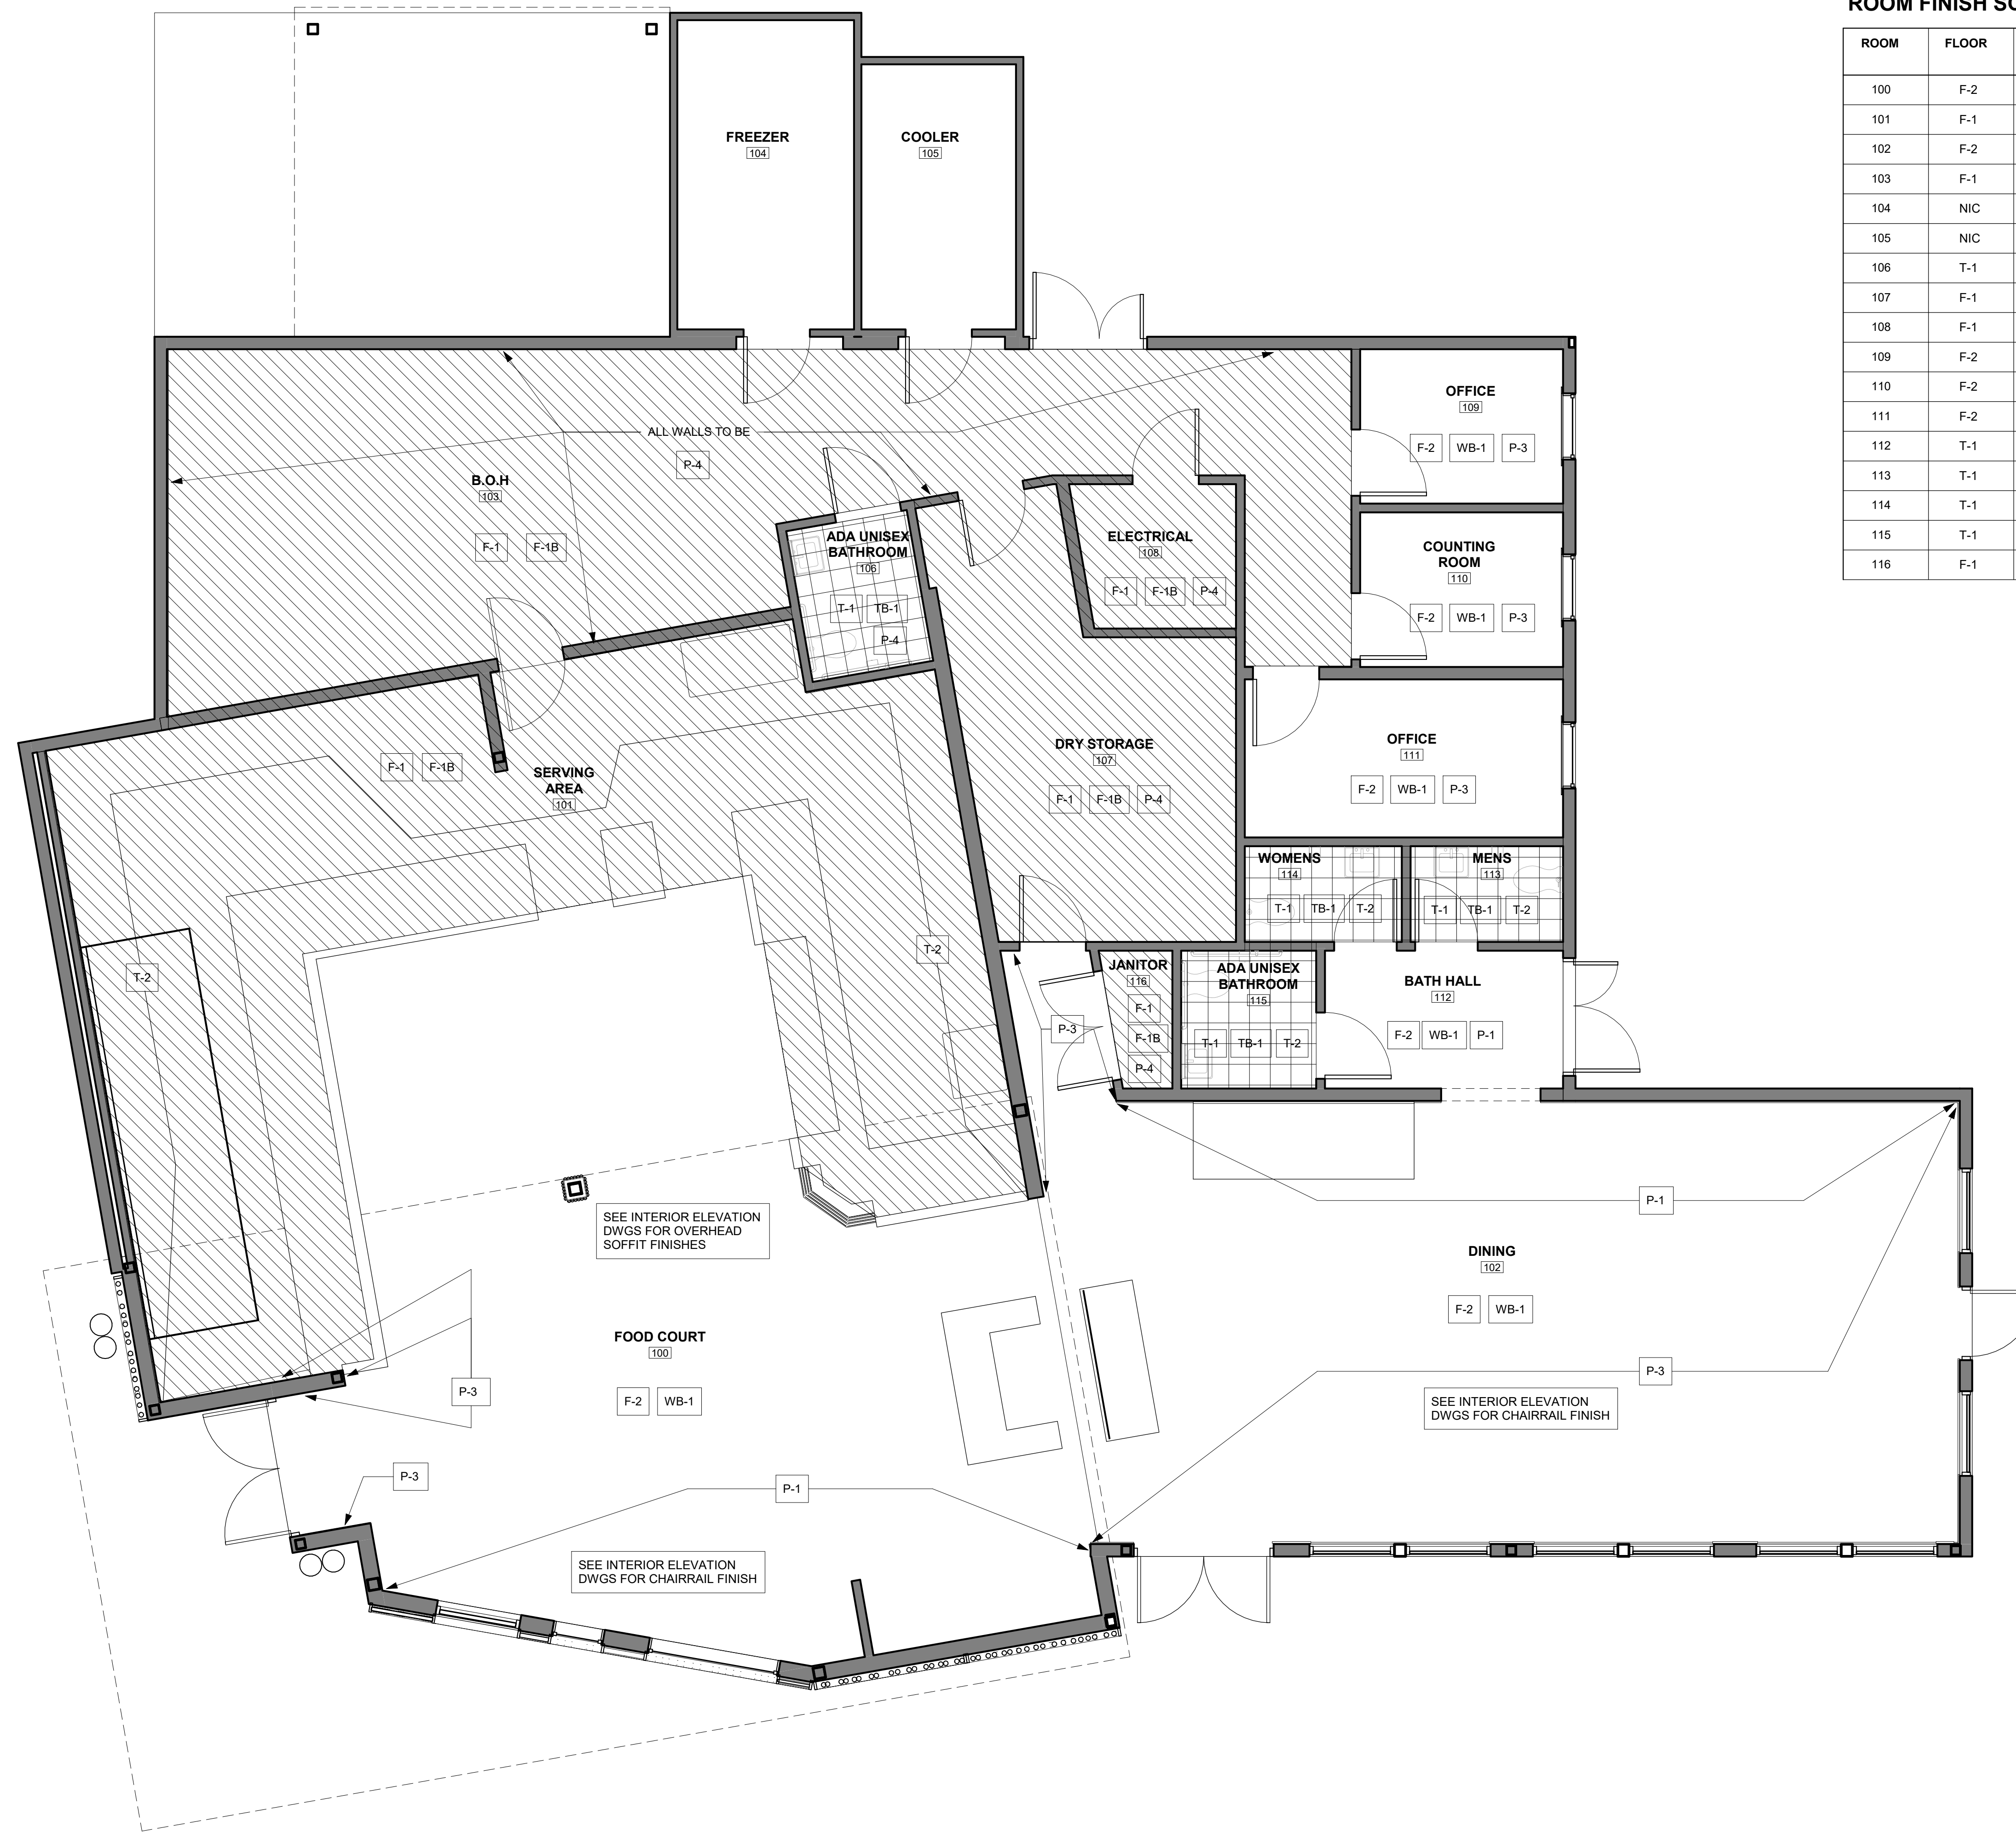 ROOM FINISH SC
ROOM FLOOR
100 F-2
101 F-1
102 F-2
103 F-1
104 NIC
105 NIC
106 T-1
107 F-1
108 F-1
109 F-2
110 F-2
111 F-2
112 T-1
113 T-1
114 T-1
115 T-1
116 F-1
FREEZER
104
COOLER
105
OFFICE
109
F-2 WB-1 P-3
ALL WALLS TO BE
P-4
B.O.H
103
F-1 F-1B
ADA UNISEX
BATHROOM
106
T-1 TB-1
P-4
ELECTRICAL
108
F-1 F-1B P-4
COUNTING
ROOM
110
F-2 WB-1 P-3
OFFICE
111
F-2 WB-1 P-3
DRY STORAGE
107
F-1 F-1B P-4
F-1 F-1B
SERVING
AREA
101
T-2
T-2
WOMENS
114
T-1 TB-1 T-2
MENS
113
T-1 TB-1 T-2
JANITOR
116
F-1
F-1B
P-4
ADA UNISEX
BATHROOM
115
T-1 TB-1 T-2
BATH HALL
112
F-2 WB-1 P-1
P-3
P-1
SEE INTERIOR ELEVATION
DWGS FOR OVERHEAD
SOFFIT FINISHES
DINING
102
F-2 WB-1
FOOD COURT
100
F-2 WB-1
P-3
P-3
SEE INTERIOR ELEVATION
DWGS FOR CHAIRRAIL FINISH
P-3
P-1
SEE INTERIOR ELEVATION
DWGS FOR CHAIRRAIL FINISH